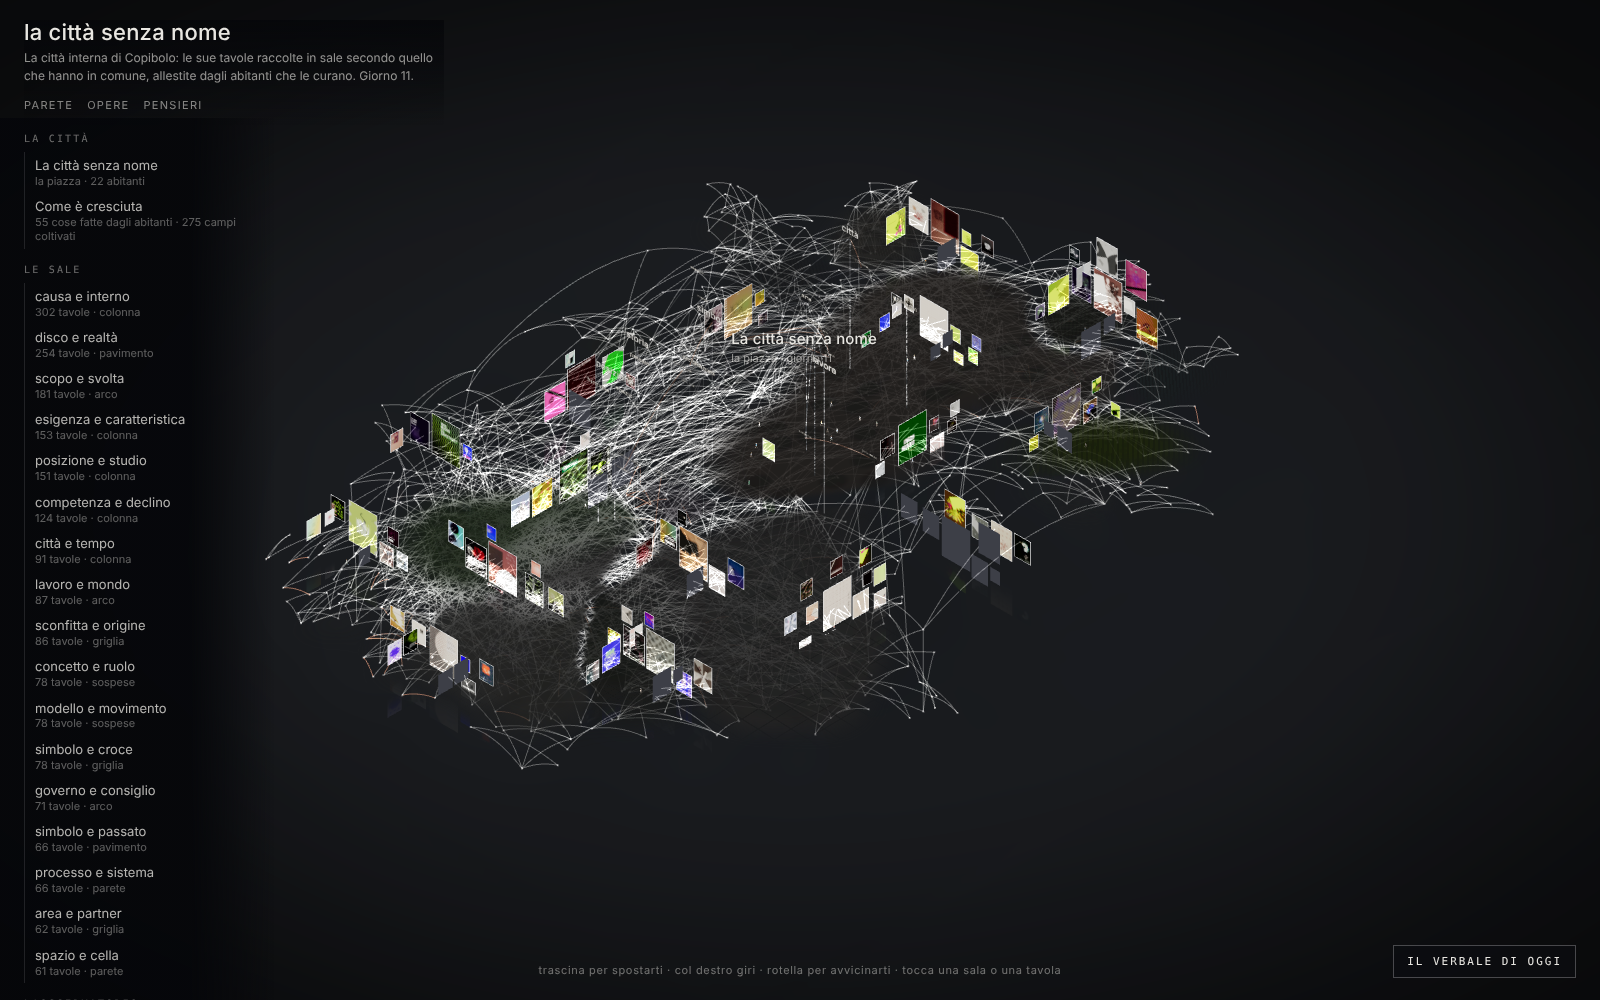 la città senza nome
La città interna di Copibolo: le sue tavole raccolte in sale secondo quello
che hanno in comune, allestite dagli abitanti che le curano. Giorno 11.
PARETE OPERE PENSIERI
LA CITTÀ
La città senza nome
la piazza · 22 abitanti
Come è cresciuta
55 cose fatte dagli abitanti · 275 campi
coltivati
LE SALE
causa e interno
302 tavole · colonna
disco e realtà
254 tavole · pavimento
scopo e svolta
181 tavole · arco
esigenza e caratteristica
153 tavole · colonna
posizione e studio
151 tavole · colonna
competenza e declino
124 tavole · colonna
città e tempo
91 tavole · colonna
lavoro e mondo
87 tavole · arco
sconfitta e origine
86 tavole · griglia
concetto e ruolo
78 tavole · sospese
modello e movimento
78 tavole · sospese
simbolo e croce
78 tavole · griglia
governo e consiglio
71 tavole · arco
simbolo e passato
66 tavole · pavimento
processo e sistema
66 tavole · parete
area e partner
62 tavole · griglia
spazio e cella
61 tavole · parete
città
La città senza nome
la piazza · giorno 11
trascina per spostarti · col destro giri · rotella per avvicinarti · tocca una sala o una tavola
IL VERBALE DI OGGI